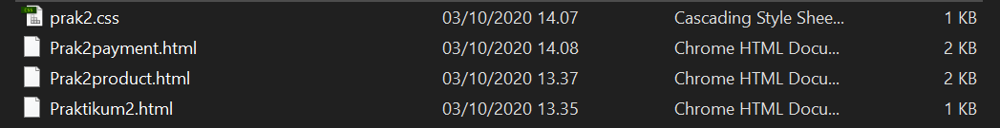 prak2.css 03/10/2020 14.07 Cascading Style Shee... 1 KB
Prak2payment.html 03/10/2020 14.08 Chrome HTML Docu... 2 KB
Prak2product.html 03/10/2020 13.37 Chrome HTML Docu... 2 KB
Praktikum2.html 03/10/2020 13.35 Chrome HTML Docu... 1 KB